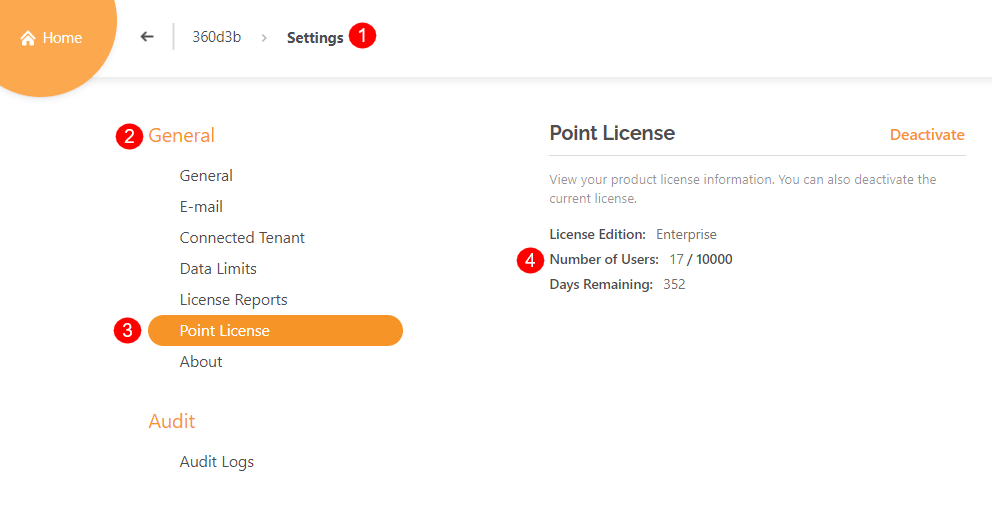 Home
360d3b > Settings 1
2 General
General
E-mail
Connected Tenant
Data Limits
License Reports
3 Point License
About
Audit
Audit Logs
Point License
Deactivate
View your product license information. You can also deactivate the
current license.
License Edition: Enterprise
4 Number of Users: 17 / 10000
Days Remaining: 352